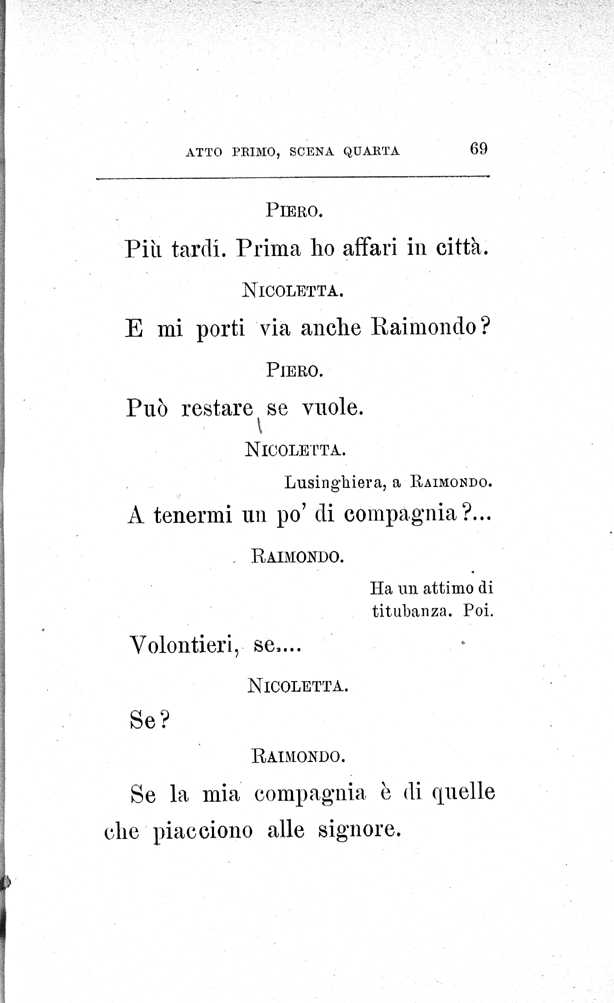 ATTO PRIMO, SCENA QUARTA 69
PIERO.
Più tardi. Prima ho affari in città.
NICOLETTA.
E mi porti via anche Raimondo?
PIERO.
Può restare se vuole.
NICOLETTA.
Lusinghiera, a RAIMONDO.
A tenermi un po' di compagnia?...
RAIMONDO.
Ha un attimo di
titubanza. Poi.
Volontieri, se....
NICOLETTA.
Se?
RAIMONDO.
Se la mia compagnia è di quelle
che piacciono alle signore.